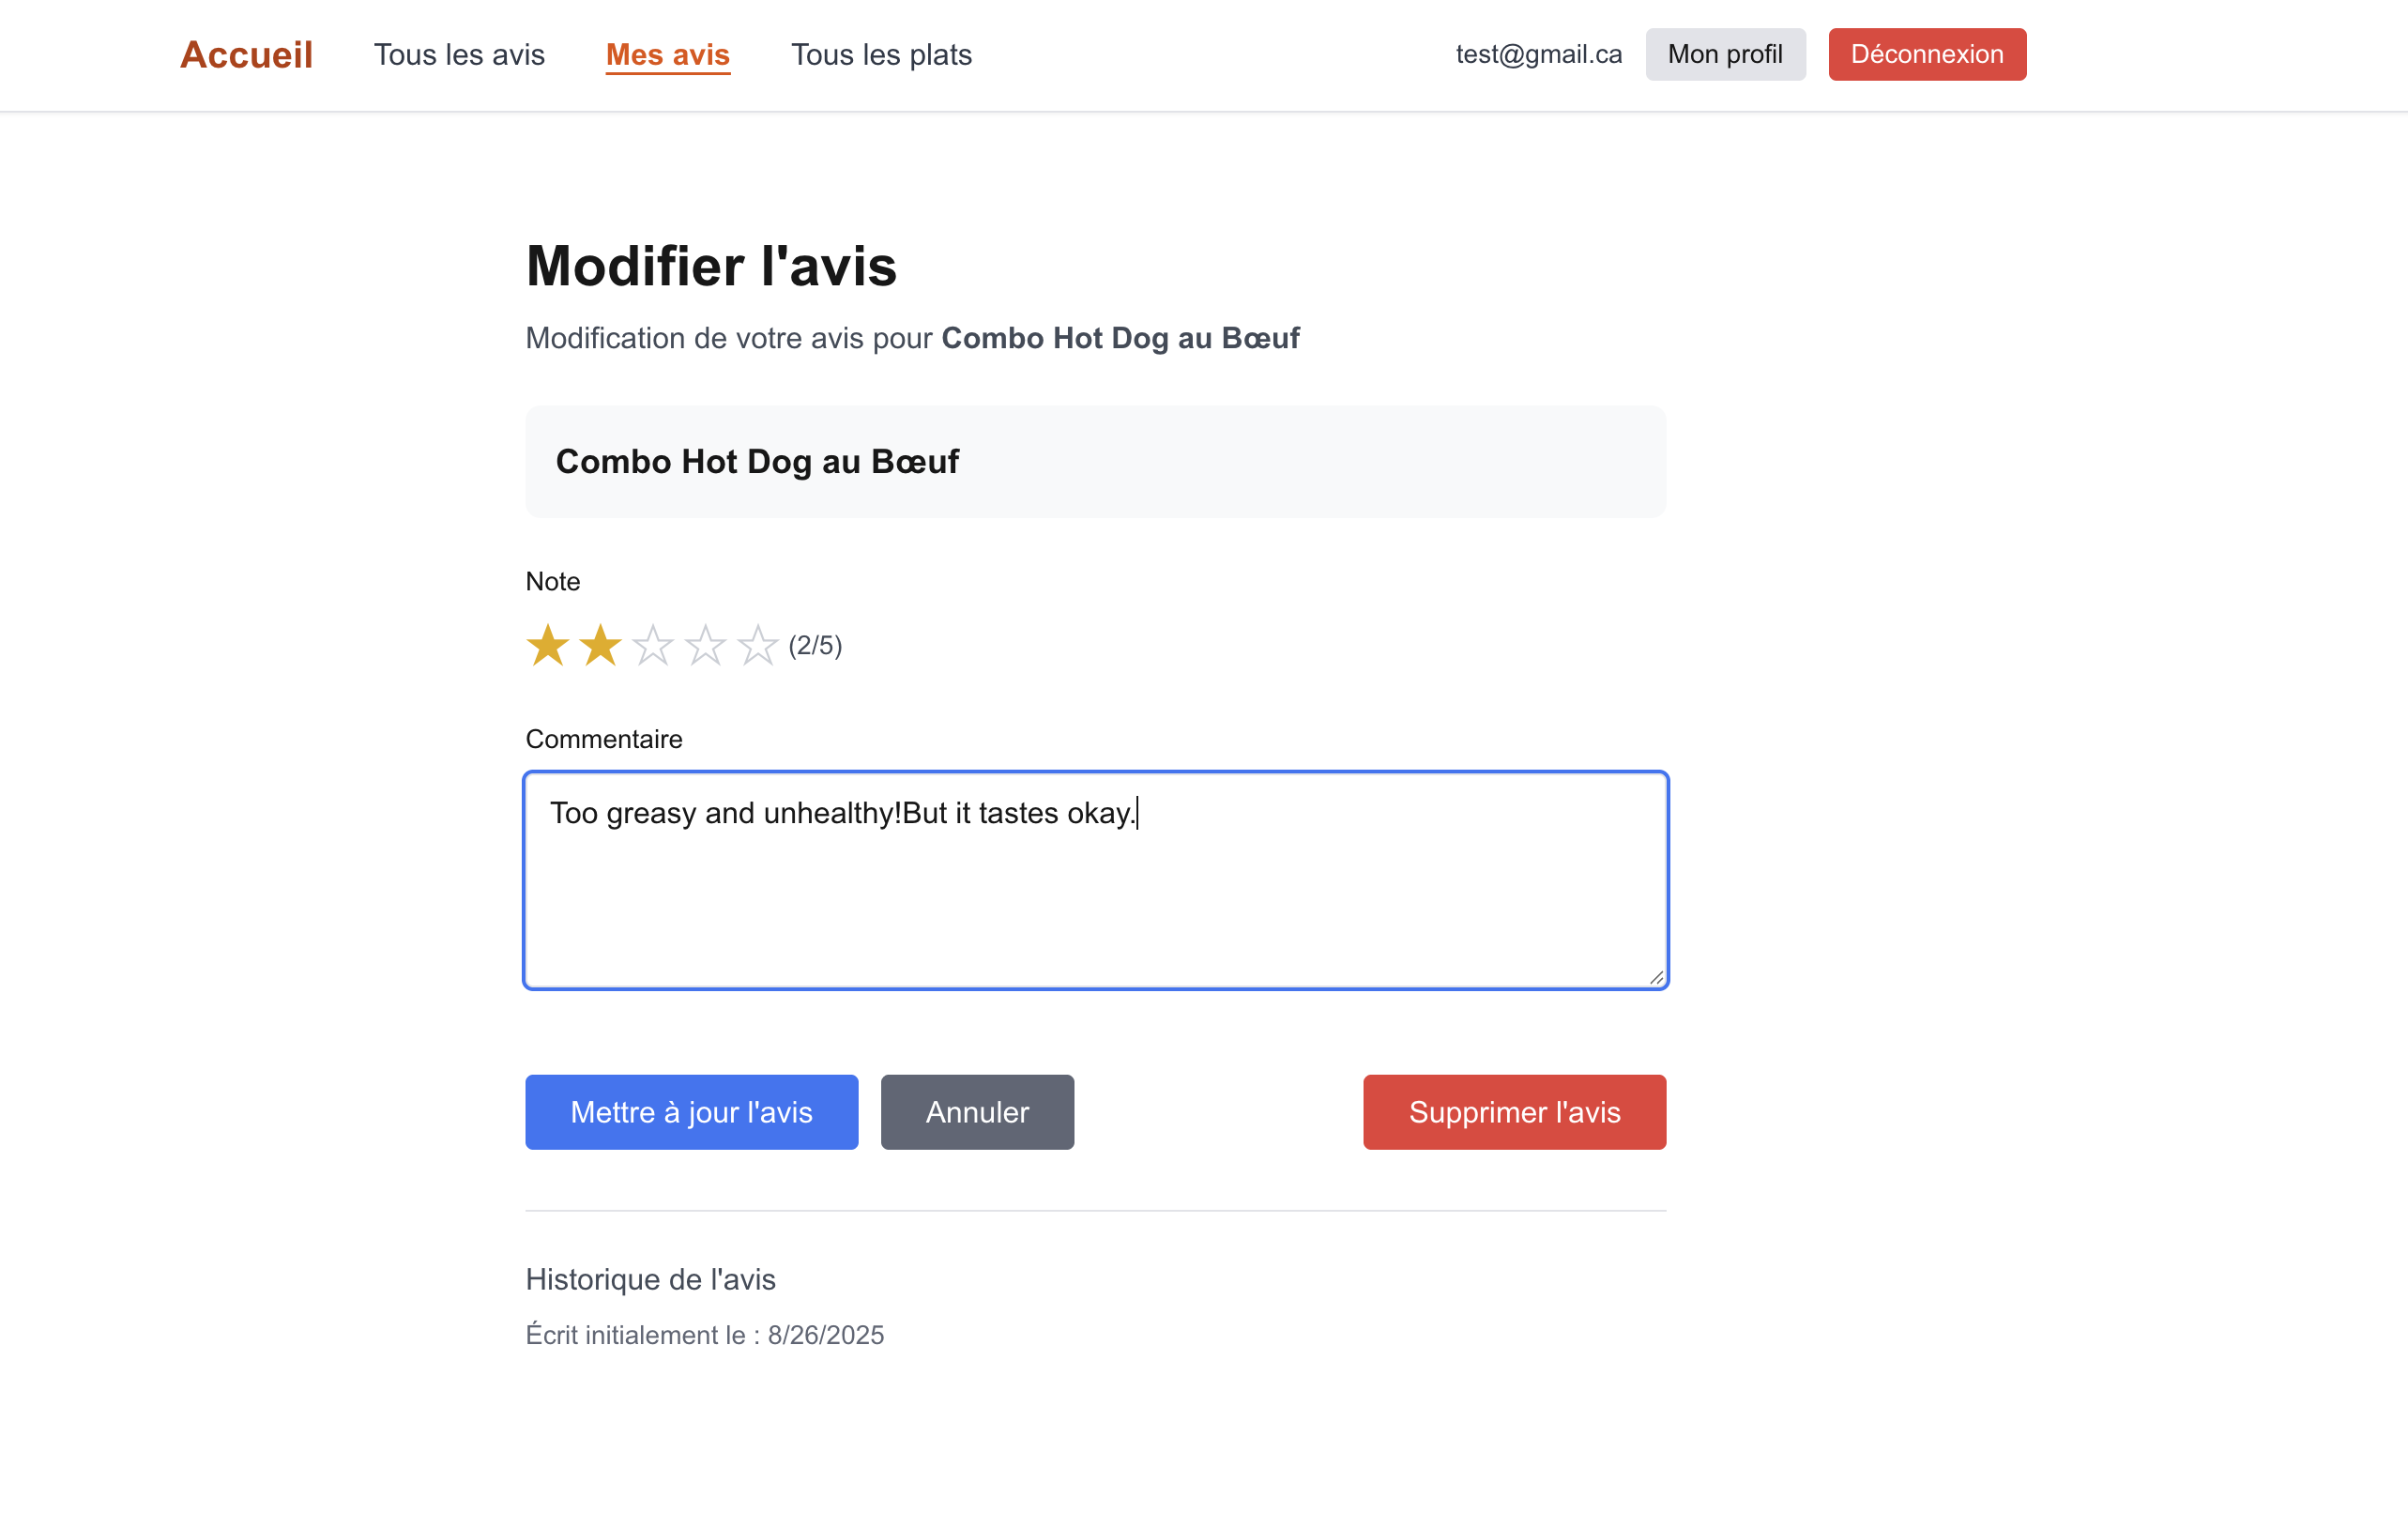 Accueil Tous les avis Mes avis Tous les plats test@gmail.ca Mon profil Déconnexion
Modifier l'avis
Modification de votre avis pour Combo Hot Dog au Bœuf
Combo Hot Dog au Bœuf
Note
(2/5)
Commentaire
Too greasy and unhealthy!But it tastes okay.
Mettre à jour l'avis Annuler Supprimer l'avis
Historique de l'avis
Écrit initialement le : 8/26/2025